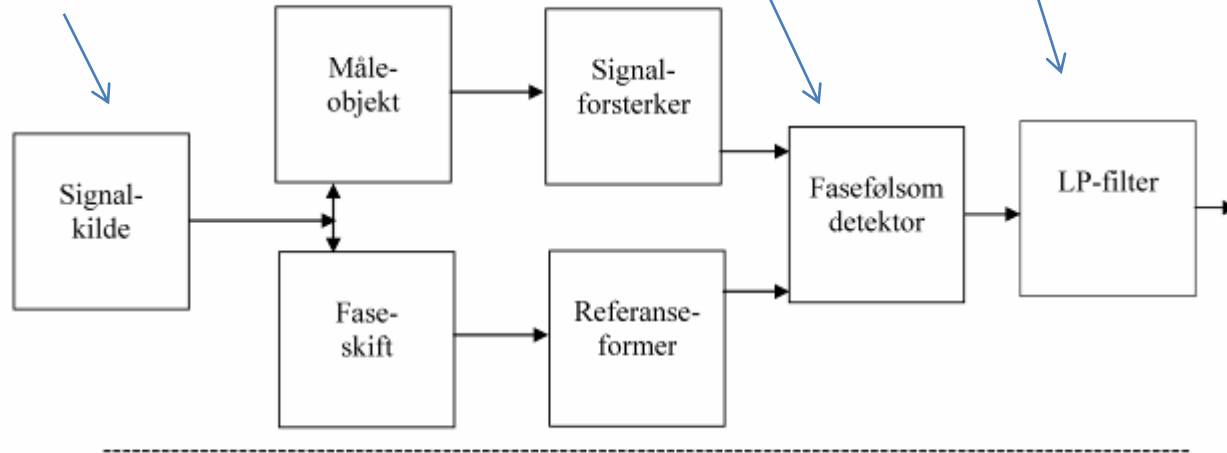 Måle-
objekt
Signal-
forsterker
Signal-
kilde
Fasefølsom
detektor
LP-filter
Fase-
skift
Referanse-
former